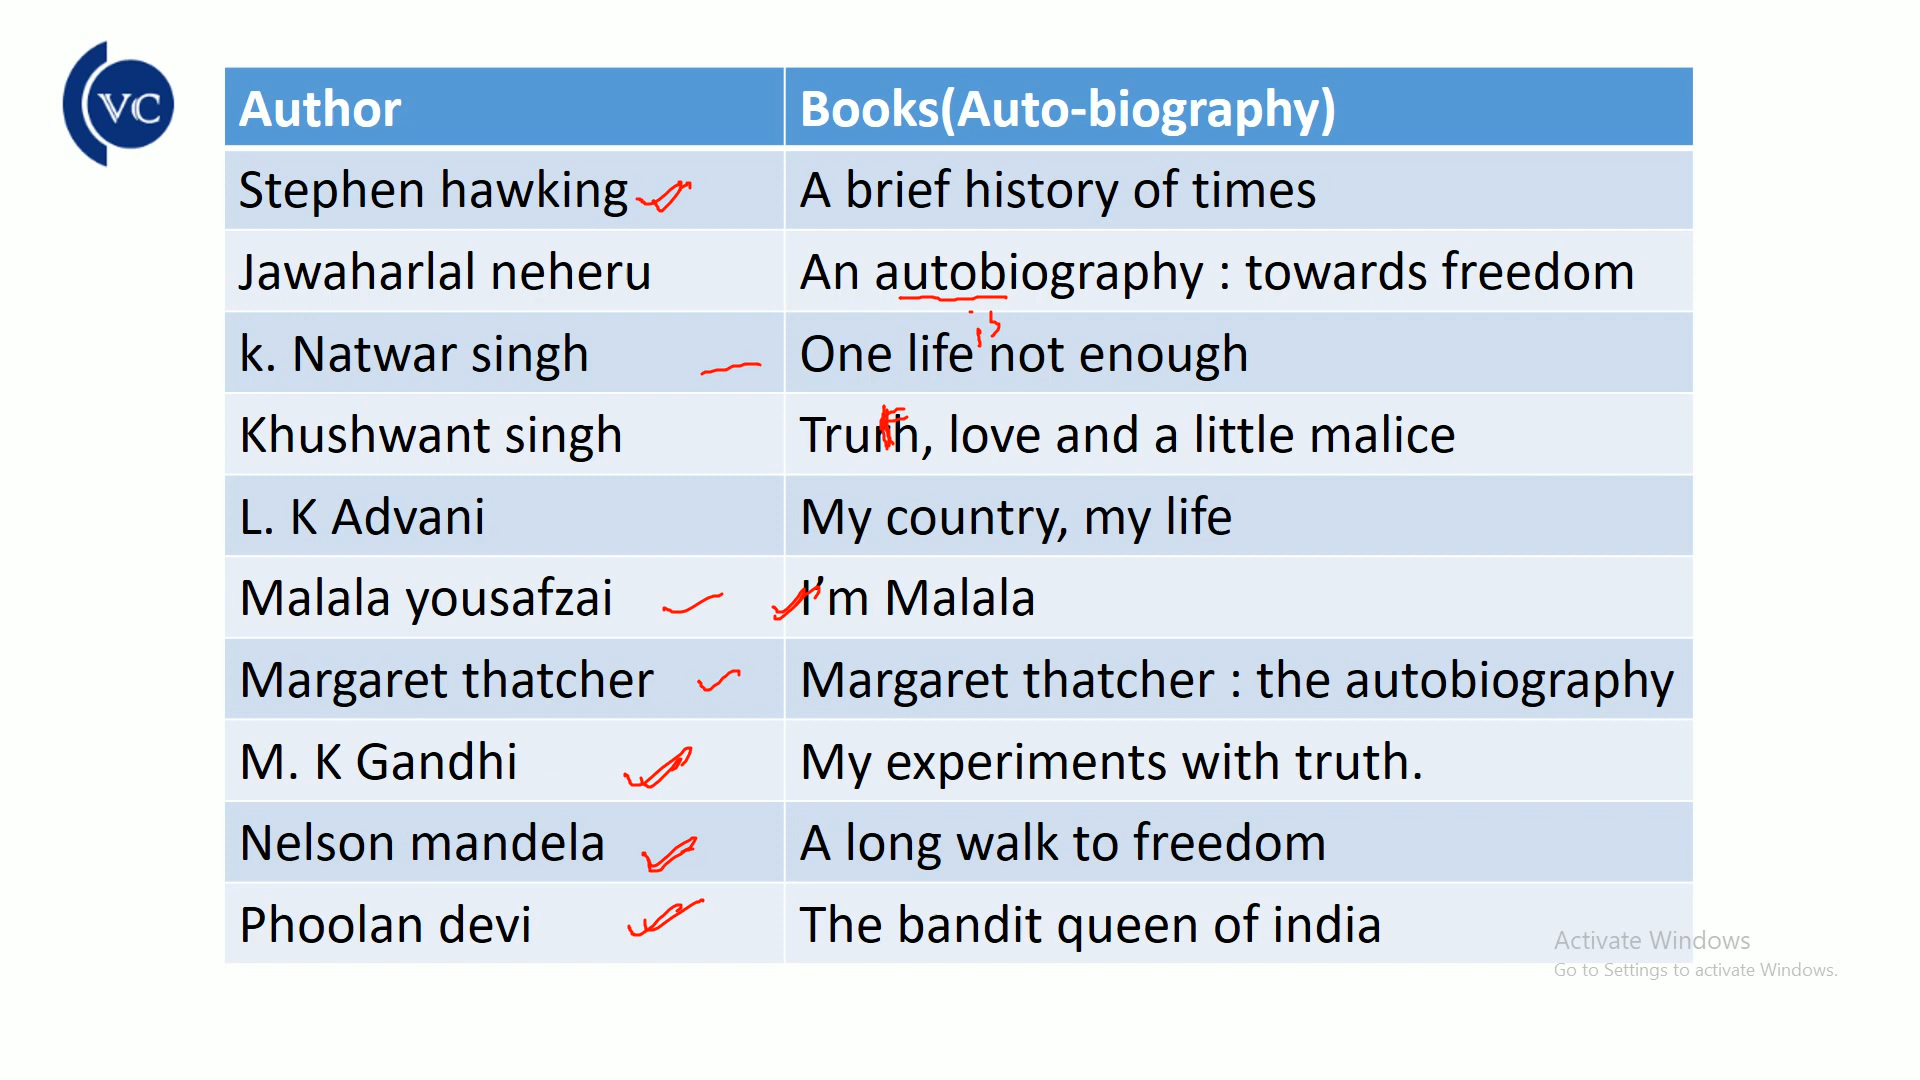 VC
Author Books(Auto-biography)
Stephen hawking A brief history of times
Jawaharlal neheru An autobiography : towards freedom
is
k. Natwar singh One life not enough
Khushwant singh Truth, love and a little malice
L. K Advani My country, my life
Malala yousafzai I'm Malala
Margaret thatcher Margaret thatcher : the autobiography
M. K Gandhi My experiments with truth.
Nelson mandela A long walk to freedom
Phoolan devi The bandit queen of india
Activate Windows
Go to Settings to activate Windows.